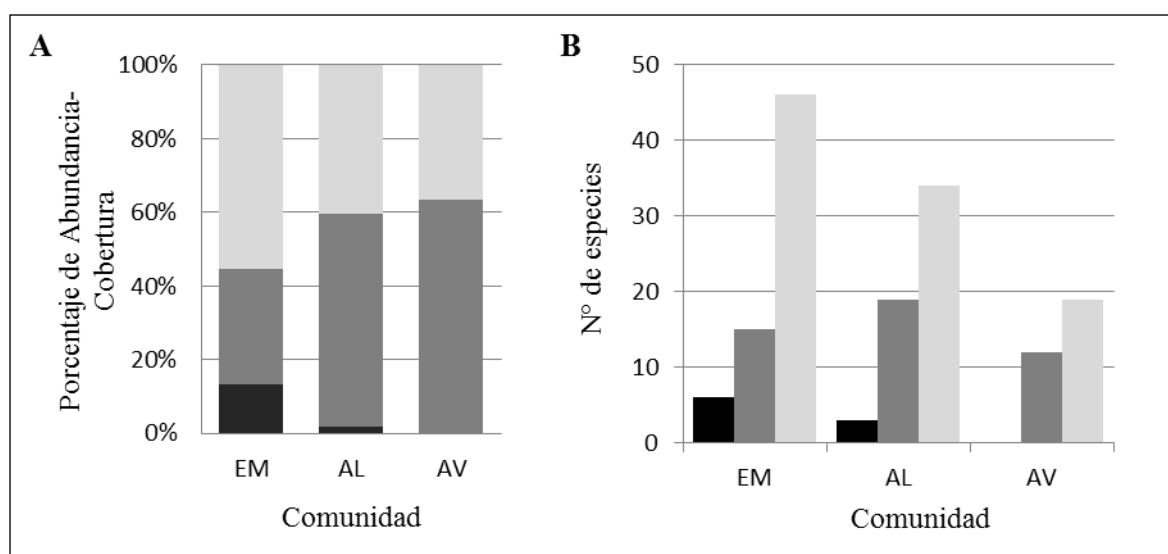 A
Porcentaje de Abundancia-
Cobertura
100%
80%
60%
40%
20%
0%
EM AL AV
Comunidad
B
N° de especies
50
40
30
20
10
0
EM AL AV
Comunidad